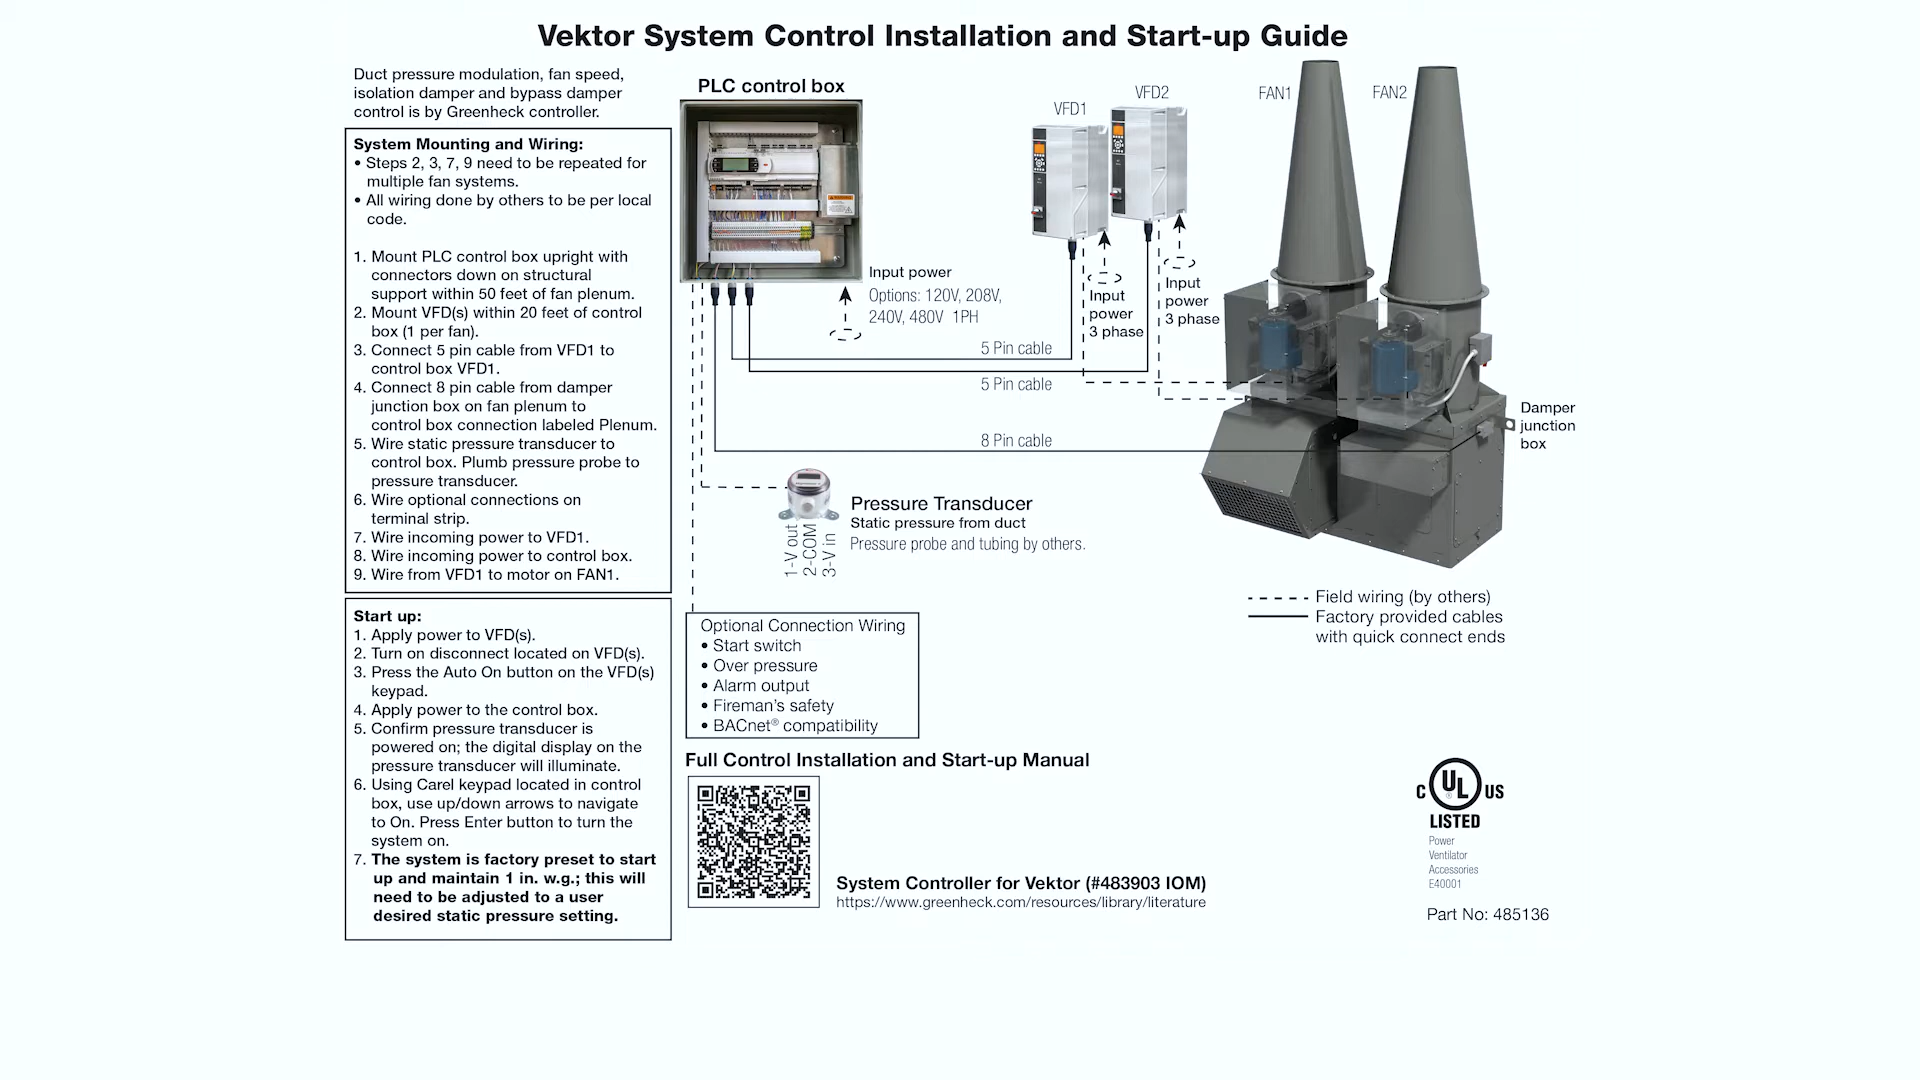 Vektor System Control Installation and Start-up Guide
Duct pressure modulation, fan speed,
isolation damper and bypass damper
control is by Greenheck controller.
System Mounting and Wiring:
• Steps 2, 3, 7, 9 need to be repeated for
multiple fan systems.
• All wiring done by others to be per local
code.
1. Mount PLC control box upright with
connectors down on structural
support within 50 feet of fan plenum.
2. Mount VFD(s) within 20 feet of control
box (1 per fan).
3. Connect 5 pin cable from VFD1 to
control box VFD1.
4. Connect 8 pin cable from damper
junction box on fan plenum to
control box connection labeled Plenum.
5. Wire static pressure transducer to
control box. Plumb pressure probe to
pressure transducer.
6. Wire optional connections on
terminal strip.
7. Wire incoming power to VFD1.
8. Wire incoming power to control box.
9. Wire from VFD1 to motor on FAN1.
Start up:
1. Apply power to VFD(s).
2. Turn on disconnect located on VFD(s).
3. Press the Auto On button on the VFD(s)
keypad.
4. Apply power to the control box.
5. Confirm pressure transducer is
powered on; the digital display on the
pressure transducer will illuminate.
6. Using Carel keypad located in control
box, use up/down arrows to navigate
to On. Press Enter button to turn the
system on.
7. The system is factory preset to start
up and maintain 1 in. w.g.; this will
need to be adjusted to a user
desired static pressure setting.
PLC control box
Input power
Options: 120V, 208V,
240V, 480V 1PH
VFD1
VFD2
Input
power
3 phase
Input
power
3 phase
FAN1
FAN2
5 Pin cable
5 Pin cable
8 Pin cable
Damper
junction
box
Pressure Transducer
Static pressure from duct
Pressure probe and tubing by others.
1-V out
2-COM
3-V in
Field wiring (by others)
Factory provided cables
with quick connect ends
Optional Connection Wiring
• Start switch
• Over pressure
• Alarm output
• Fireman’s safety
• BACnet® compatibility
Full Control Installation and Start-up Manual
System Controller for Vektor (#483903 IOM)
https://www.greenheck.com/resources/library/literature
C UL® US
LISTED
Power
Ventilator
Accessories
E40001
Part No: 485136